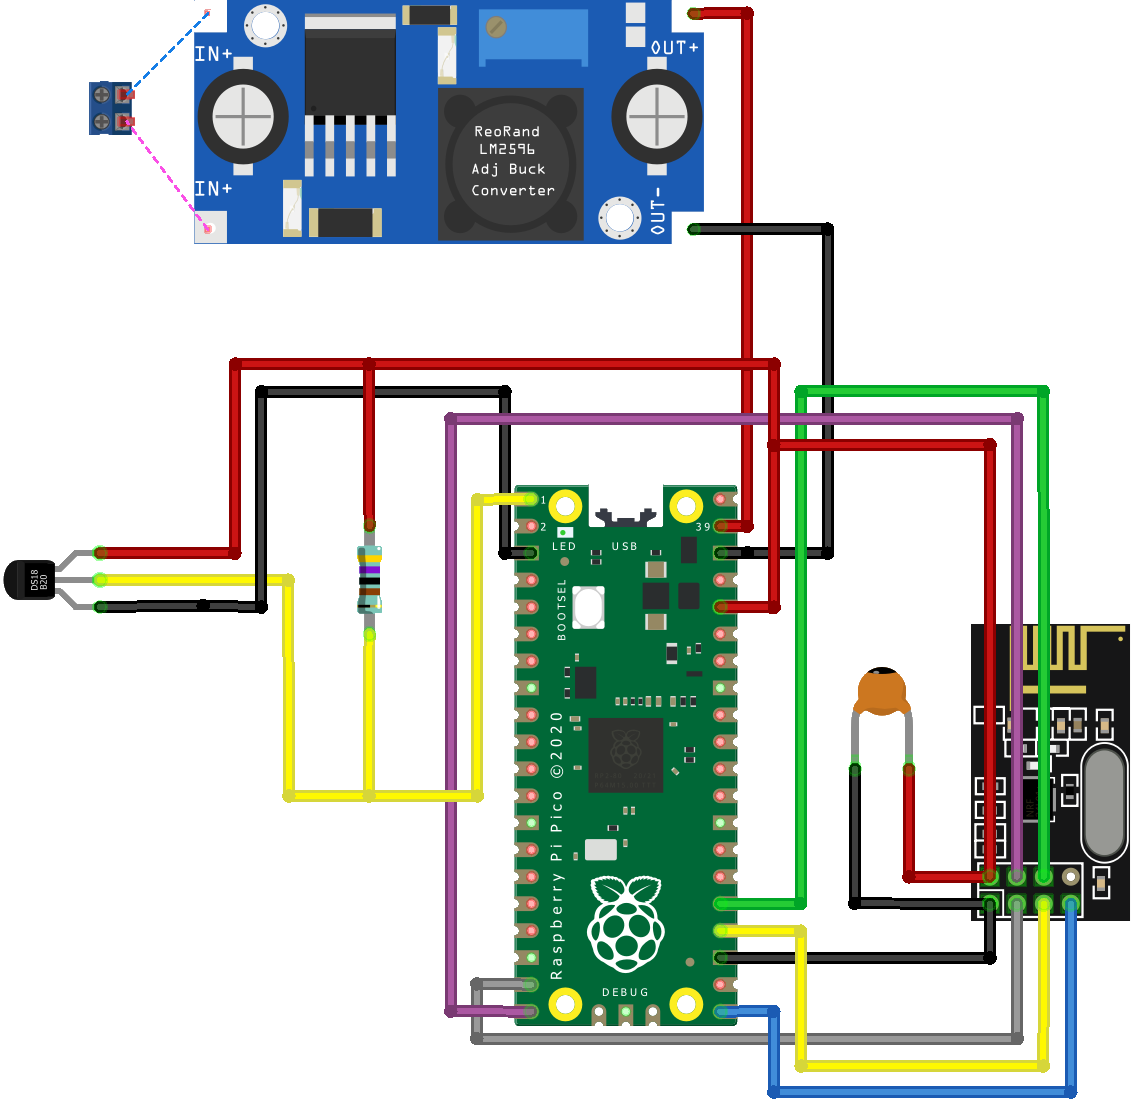 IN+
OUT+
ReoRand
LM2596
Adj Buck
Converter
IN+
OUT-
1
2
39
LED
USB
BOOTSEL
DS18
B20
Raspberry Pi Pico ©2020
NRF
DEBUG